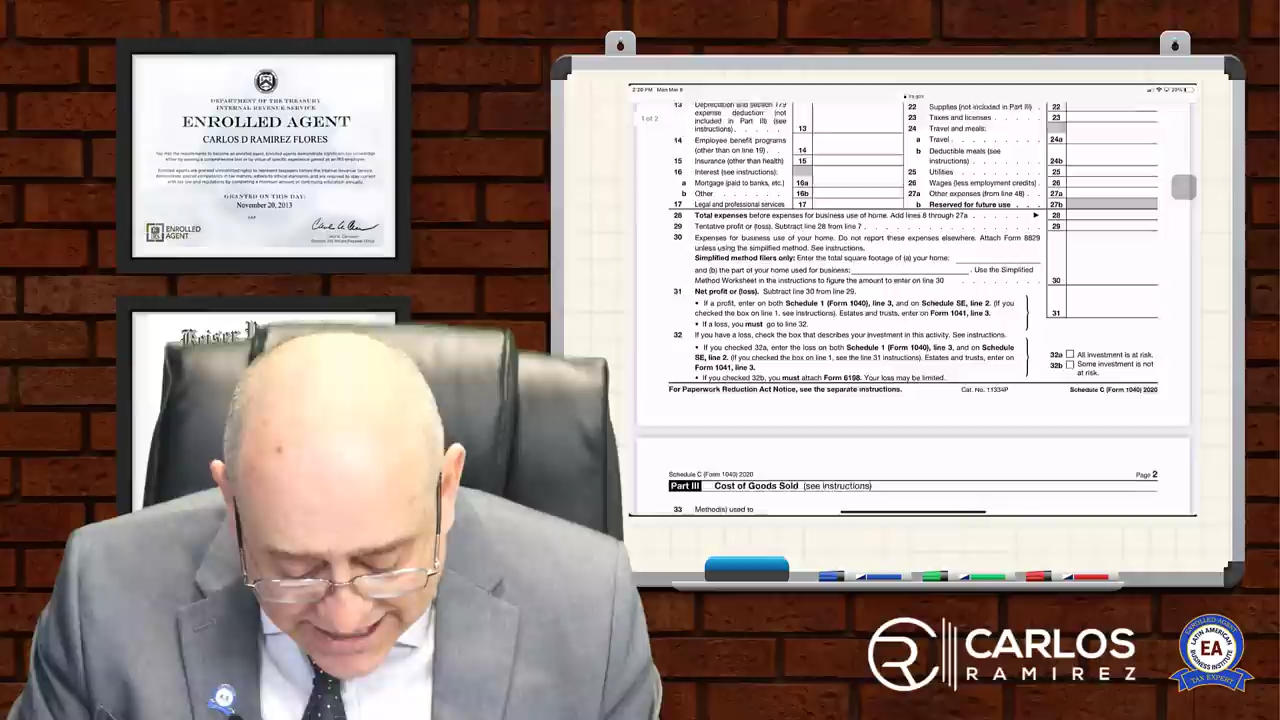 DEPARTMENT OF THE TREASURY
INTERNAL REVENUE SERVICE
ENROLLED AGENT
CARLOS D RAMIREZ FLORES
GRANTED ON THIS DAY:
November 20, 2013
ENROLLED
AGENT
Keiser
2:20 PM Mon Mar 8
irs.gov
1 of 2
13 Depreciation and section 179
expense deduction (not
included in Part III) (see
instructions) . . 13
14 Employee benefit programs
(other than on line 19) . 14
15 Insurance (other than health) 15
16 Interest (see instructions):
a Mortgage (paid to banks, etc.) 16a
b Other . . . . 16b
17 Legal and professional services 17
22 Supplies (not included in Part III) . 22
23 Taxes and licenses . . . . . 23
24 Travel and meals:
a Travel . . . . . . . . . 24a
b Deductible meals (see
instructions) . . . . . . . 24b
25 Utilities . . . . . . . . 25
26 Wages (less employment credits) . 26
27a Other expenses (from line 48) . . 27a
b Reserved for future use . . . 27b
28 Total expenses before expenses for business use of home. Add lines 8 through 27a . . . . . . ▶ 28
29 Tentative profit or (loss). Subtract line 28 from line 7 . . . . . . . . . . . . . . . . . 29
30 Expenses for business use of your home. Do not report these expenses elsewhere. Attach Form 8829
unless using the simplified method. See instructions.
Simplified method filers only: Enter the total square footage of (a) your home:
and (b) the part of your home used for business: . Use the Simplified
Method Worksheet in the instructions to figure the amount to enter on line 30 . . . . . . . . . 30
31 Net profit or (loss). Subtract line 30 from line 29.
• If a profit, enter on both Schedule 1 (Form 1040), line 3, and on Schedule SE, line 2. (If you
checked the box on line 1, see instructions). Estates and trusts, enter on Form 1041, line 3.
• If a loss, you must go to line 32.
31
32 If you have a loss, check the box that describes your investment in this activity. See instructions.
• If you checked 32a, enter the loss on both Schedule 1 (Form 1040), line 3, and on Schedule
SE, line 2. (If you checked the box on line 1, see the line 31 instructions). Estates and trusts, enter on
Form 1041, line 3.
• If you checked 32b, you must attach Form 6198. Your loss may be limited.
32a All investment is at risk.
32b Some investment is not
at risk.
For Paperwork Reduction Act Notice, see the separate instructions. Cat. No. 11334P Schedule C (Form 1040) 2020
Schedule C (Form 1040) 2020 Page 2
Part III Cost of Goods Sold (see instructions)
33 Method(s) used to
CARLOS
RAMIREZ
ENROLLED AGENT
LATIN AMERICAN
EA
BUSINESS INSTITUTE
TAX EXPERT